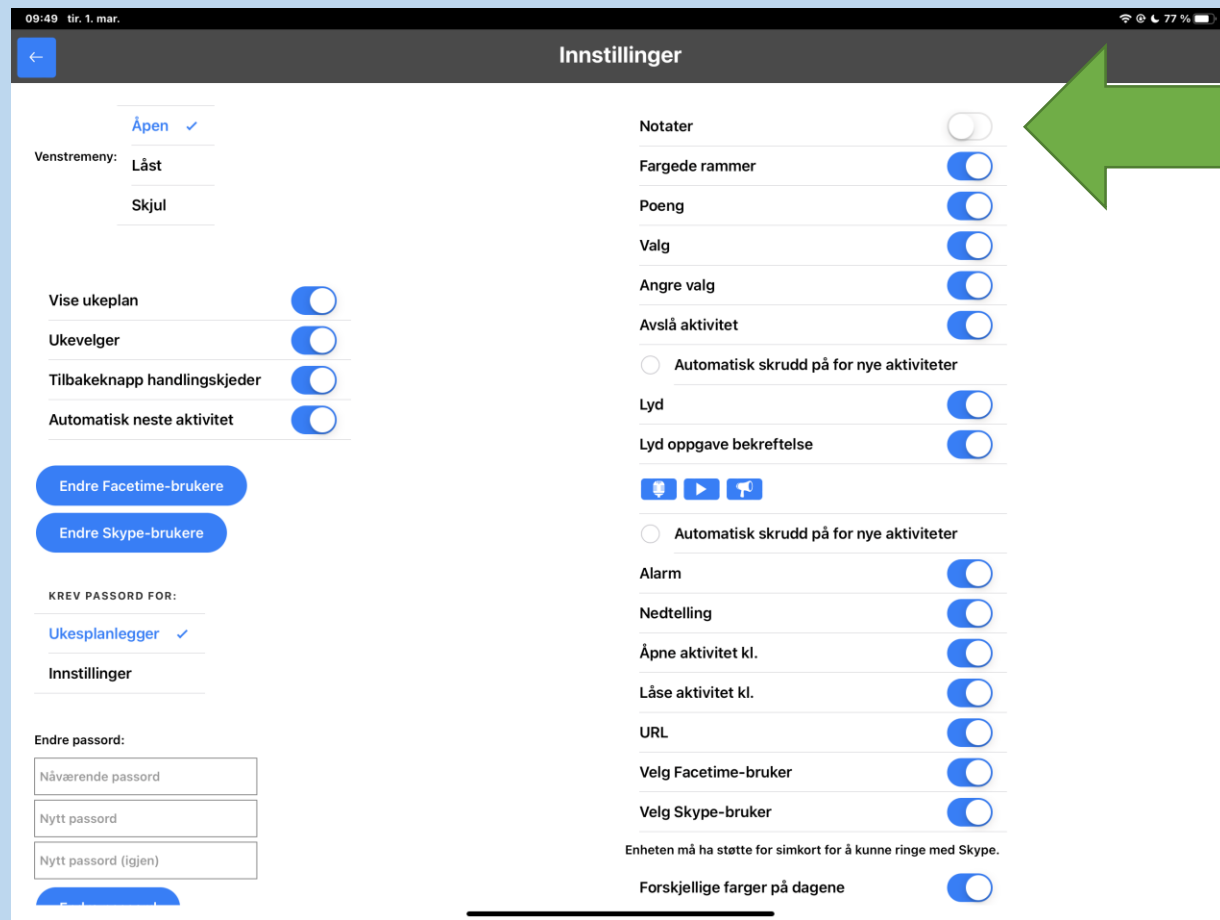 09:49 tir. 1. mar.
77 %
Innstillinger
Venstremeny:
Åpen
Låst
Skjul
Vise ukeplan
Ukevelger
Tilbakeknapp handlingskjeder
Automatisk neste aktivitet
Endre Facetime-brukere
Endre Skype-brukere
KREV PASSORD FOR:
Ukesplanlegger
Innstillinger
Endre passord:
Nåværende passord
Nytt passord
Nytt passord (igjen)
Notater
Fargede rammer
Poeng
Valg
Angre valg
Avslå aktivitet
Automatisk skrudd på for nye aktiviteter
Lyd
Lyd oppgave bekreftelse
Automatisk skrudd på for nye aktiviteter
Alarm
Nedtelling
Åpne aktivitet kl.
Låse aktivitet kl.
URL
Velg Facetime-bruker
Velg Skype-bruker
Enheten må ha støtte for simkort for å kunne ringe med Skype.
Forskjellige farger på dagene